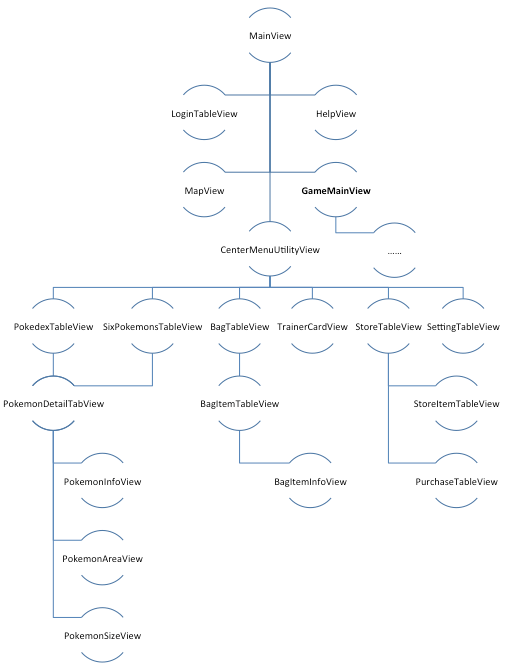 MainView
LoginTableView
HelpView
MapView
GameMainView
CenterMenuUtilityView
......
PokedexTableView
SixPokemonsTableView
BagTableView
TrainerCardView
StoreTableView
SettingTableView
PokemonDetailTabView
BagItemTableView
StoreItemTableView
PokemonInfoView
BagItemInfoView
PurchaseTableView
PokemonAreaView
PokemonSizeView